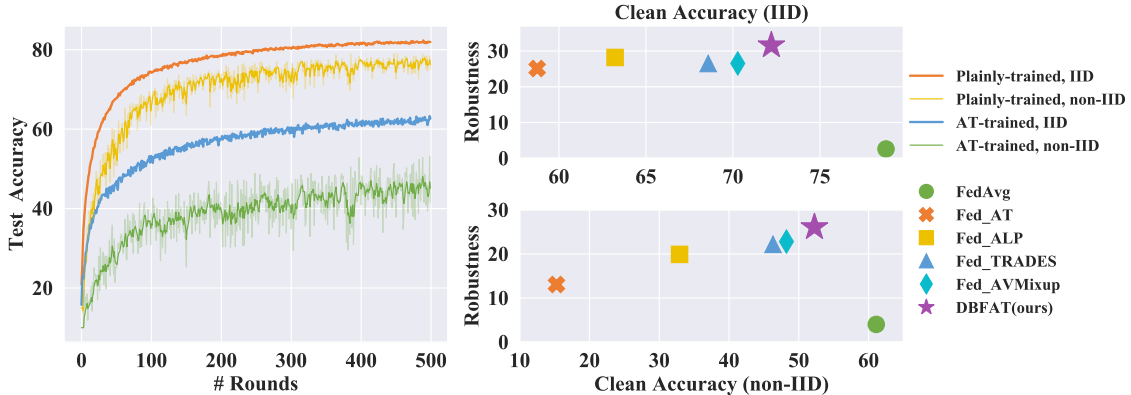 Test Accuracy
80
60
40
20
0
100
200
300
400
500
# Rounds
Clean Accuracy (IID)
Robustness
30
20
10
0
60
65
70
75
Robustness
30
20
10
0
10
20
30
40
50
60
Clean Accuracy (non-IID)
Plainly-trained, IID
Plainly-trained, non-IID
AT-trained, IID
AT-trained, non-IID
FedAvg
Fed_AT
Fed_ALP
Fed_TRADES
Fed_AVMixup
DBFAT(ours)